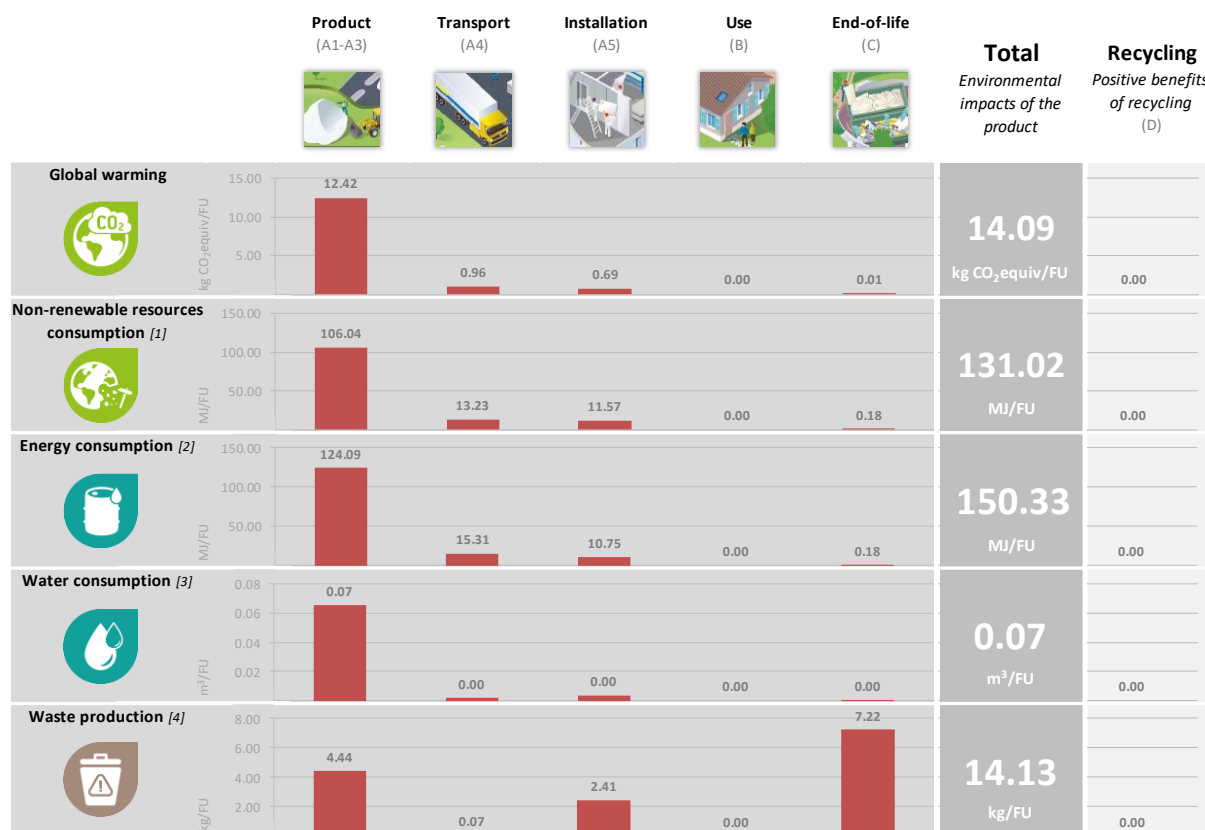 Product
(A1-A3)
Transport
(A4)
Installation
(A5)
Use
(B)
End-of-life
(C)
Total
Environmental
impacts of the
product
Recycling
Positive benefits
of recycling
(D)
Global warming
CO2
kg CO2equiv/FU
15.00
10.00
5.00
12.42
0.96
0.69
0.00
0.01
14.09
kg CO2equiv/FU
0.00
Non-renewable resources
consumption [1]
MJ/FU
150.00
100.00
50.00
106.04
13.23
11.57
0.00
0.18
131.02
MJ/FU
0.00
Energy consumption [2]
MJ/FU
150.00
100.00
50.00
124.09
15.31
10.75
0.00
0.18
150.33
MJ/FU
0.00
Water consumption [3]
m³/FU
0.08
0.06
0.04
0.02
0.07
0.00
0.00
0.00
0.00
0.07
m³/FU
0.00
Waste production [4]
kg/FU
8.00
6.00
4.00
2.00
4.44
0.07
2.41
0.00
7.22
14.13
kg/FU
0.00